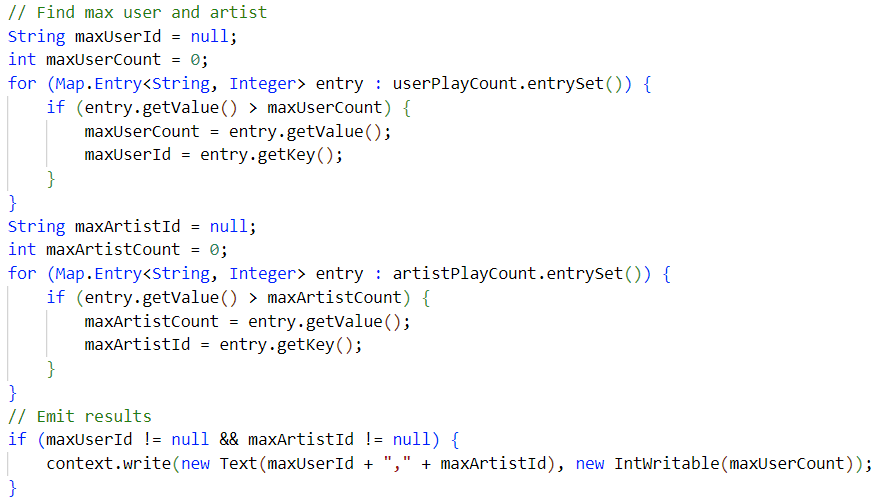 // Find max user and artist
String maxUserId = null;
int maxUserCount = 0;
for (Map.Entry<String, Integer> entry : userPlayCount.entrySet()) {
    if (entry.getValue() > maxUserCount) {
        maxUserCount = entry.getValue();
        maxUserId = entry.getKey();
    }
}
String maxArtistId = null;
int maxArtistCount = 0;
for (Map.Entry<String, Integer> entry : artistPlayCount.entrySet()) {
    if (entry.getValue() > maxArtistCount) {
        maxArtistCount = entry.getValue();
        maxArtistId = entry.getKey();
    }
}
// Emit results
if (maxUserId != null && maxArtistId != null) {
    context.write(new Text(maxUserId + "," + maxArtistId), new IntWritable(maxUserCount));
}